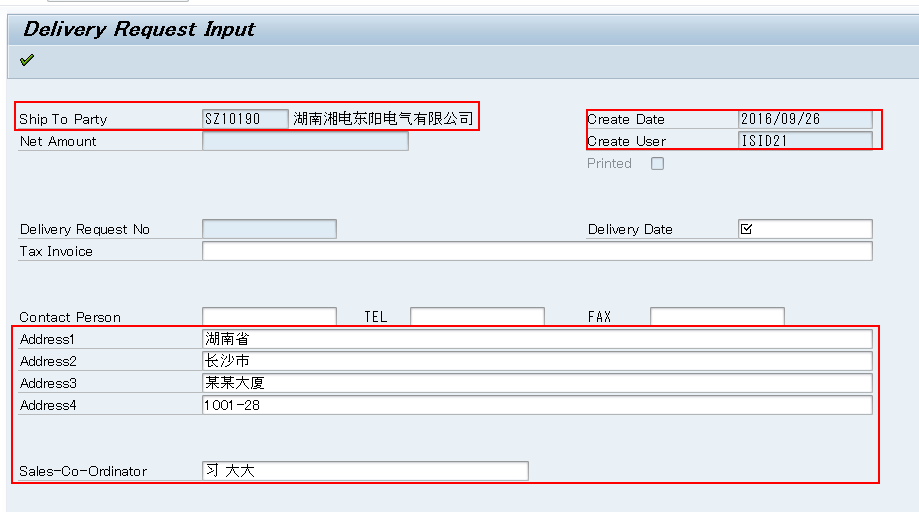 Delivery Request Input
Ship To Party SZ10190 湖南湘电东阳电气有限公司 Create Date 2016/09/26
Net Amount Create User ISID21
Printed
Delivery Request No Delivery Date
Tax Invoice
Contact Person TEL FAX
Address1 湖南省
Address2 长沙市
Address3 某某大厦
Address4 1001-28
Sales-Co-Ordinator 习 大大